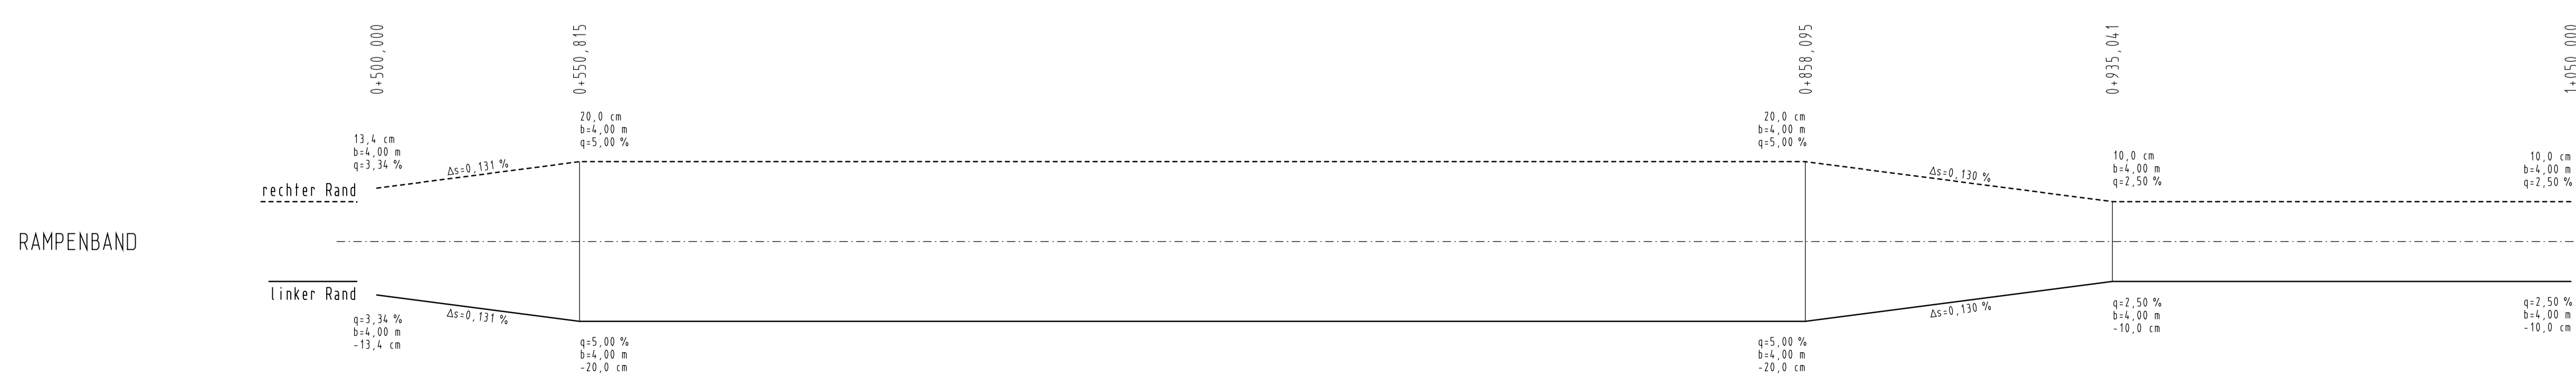 0+500,000
0+550,815
0+858,095
0+935,041
1+050,000
13,4 cm
b=4,00 m
q=3,34 %
Δs=0,131 %
20,0 cm
b=4,00 m
q=5,00 %
20,0 cm
b=4,00 m
q=5,00 %
Δs=0,130 %
10,0 cm
b=4,00 m
q=2,50 %
10,0 cm
b=4,00 m
q=2,50 %
rechter Rand
RAMPENBAND
linker Rand
q=3,34 %
b=4,00 m
-13,4 cm
Δs=0,131 %
q=5,00 %
b=4,00 m
-20,0 cm
q=5,00 %
b=4,00 m
-20,0 cm
Δs=0,130 %
q=2,50 %
b=4,00 m
-10,0 cm
q=2,50 %
b=4,00 m
-10,0 cm